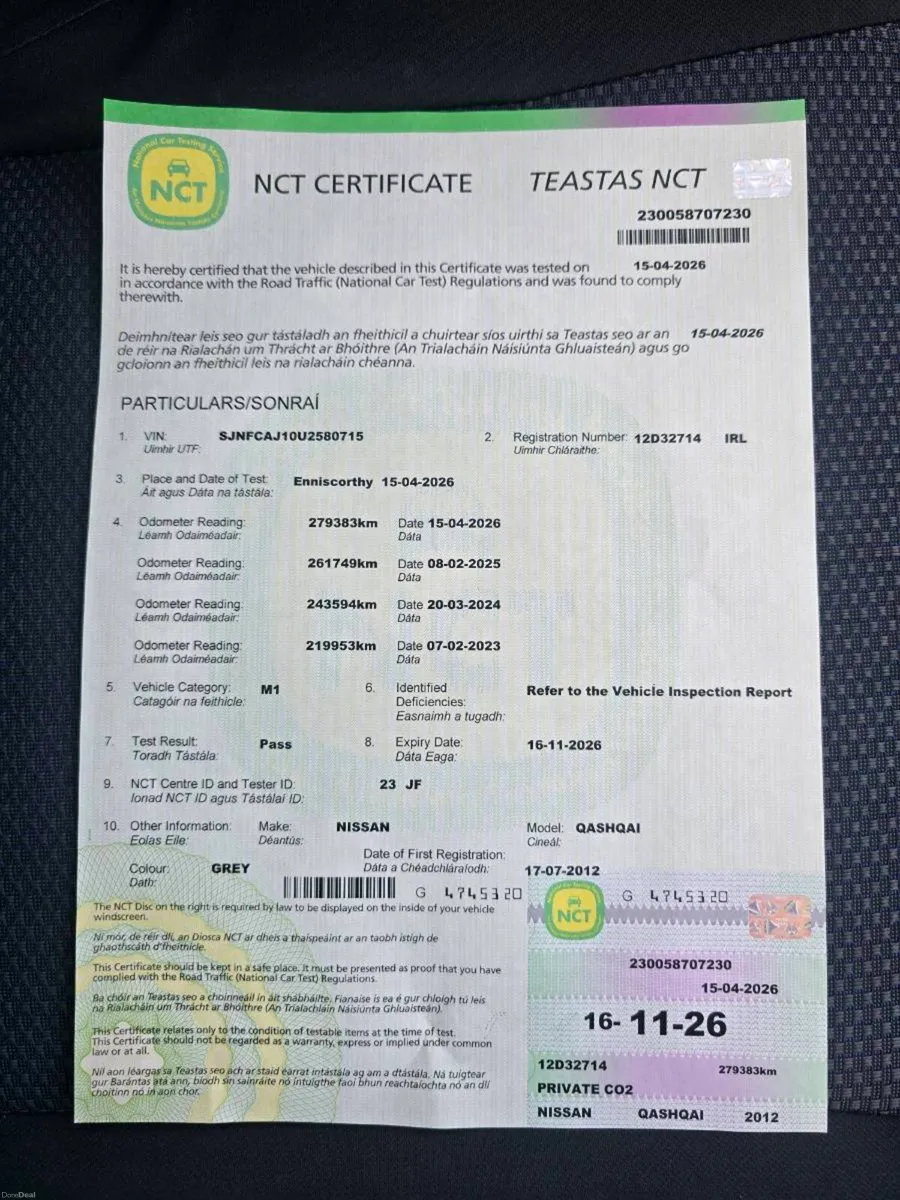 National Car Testing Service
NCT
NCT CERTIFICATE
TEASTAS NCT
230058707230
It is hereby certified that the vehicle described in this Certificate was tested on 15-04-2026
in accordance with the Road Traffic (National Car Test) Regulations and was found to comply
therewith.
Deimhnítear leis seo gur tástáladh an fheithicil a chuirtear síos uirthi sa Teastas seo ar an 15-04-2026
de réir na Rialachán um Thrácht ar Bhóithre (An Trialacháin Náisiúnta Ghluaisteán) agus go
gcloíonn an fheithicil leis na rialacháin chéanna.
PARTICULARS/SONRAÍ
1. VIN: SJNFCAJ10U2580715
Uimhir UTF:
2. Registration Number: 12D32714 IRL
Uimhir Chláraithe:
3. Place and Date of Test: Enniscorthy 15-04-2026
Áit agus Dáta na tástála:
4. Odometer Reading: 279383km Date 15-04-2026
Léamh Odaiméadair: Dáta
Odometer Reading: 261749km Date 08-02-2025
Léamh Odaiméadair: Dáta
Odometer Reading: 243594km Date 20-03-2024
Léamh Odaiméadair: Dáta
Odometer Reading: 219953km Date 07-02-2023
Léamh Odaiméadair: Dáta
5. Vehicle Category: M1
Catagóir na feithicle:
6. Identified
Deficiencies:
Easnaimh a tugadh:
Refer to the Vehicle Inspection Report
7. Test Result: Pass
Toradh Tástála:
8. Expiry Date: 16-11-2026
Dáta Eaga:
9. NCT Centre ID and Tester ID: 23 JF
Ionad NCT ID agus Tástálaí ID:
10. Other Information:
Eolas Eile:
Make: NISSAN
Déantús:
Model: QASHQAI
Cineál:
Colour: GREY
Dath:
Date of First Registration:
Dáta a Chéadchláraíodh: 17-07-2012
G 4745320
The NCT Disc on the right is required by law to be displayed on the inside of your vehicle
windscreen.
Ní mór, de réir dlí, an Diosca NCT ar dheis a thaispeáint ar an taobh istigh de
ghaothscáth d'fheithicle.
This Certificate should be kept in a safe place. It must be presented as proof that you have
complied with the Road Traffic (National Car Test) Regulations.
Ba chóir an Teastas seo a choinneáil in áit shábháilte. Fianaise is ea é gur chloígh tú leis
na Rialacháin um Thrácht ar Bhóithre (An Trialacháin Náisiúnta Ghluaisteán).
This Certificate relates only to the condition of testable items at the time of test.
This Certificate should not be regarded as a warranty, express or implied under common
law or at all.
Níl aon léargas sa Teastas seo ach ar staid earraí intástála ag am a dtástála. Ná tuigtear
gur Barántas atá ann, bíodh sin sainráite nó intuigthe faoi bhun reachtaíochta nó an dlí
choitinn nó in aon chor.
G 4745320
NCT
230058707230
15-04-2026
16- 11-26
12D32714 279383km
PRIVATE CO2
NISSAN QASHQAI 2012
DoneDeal